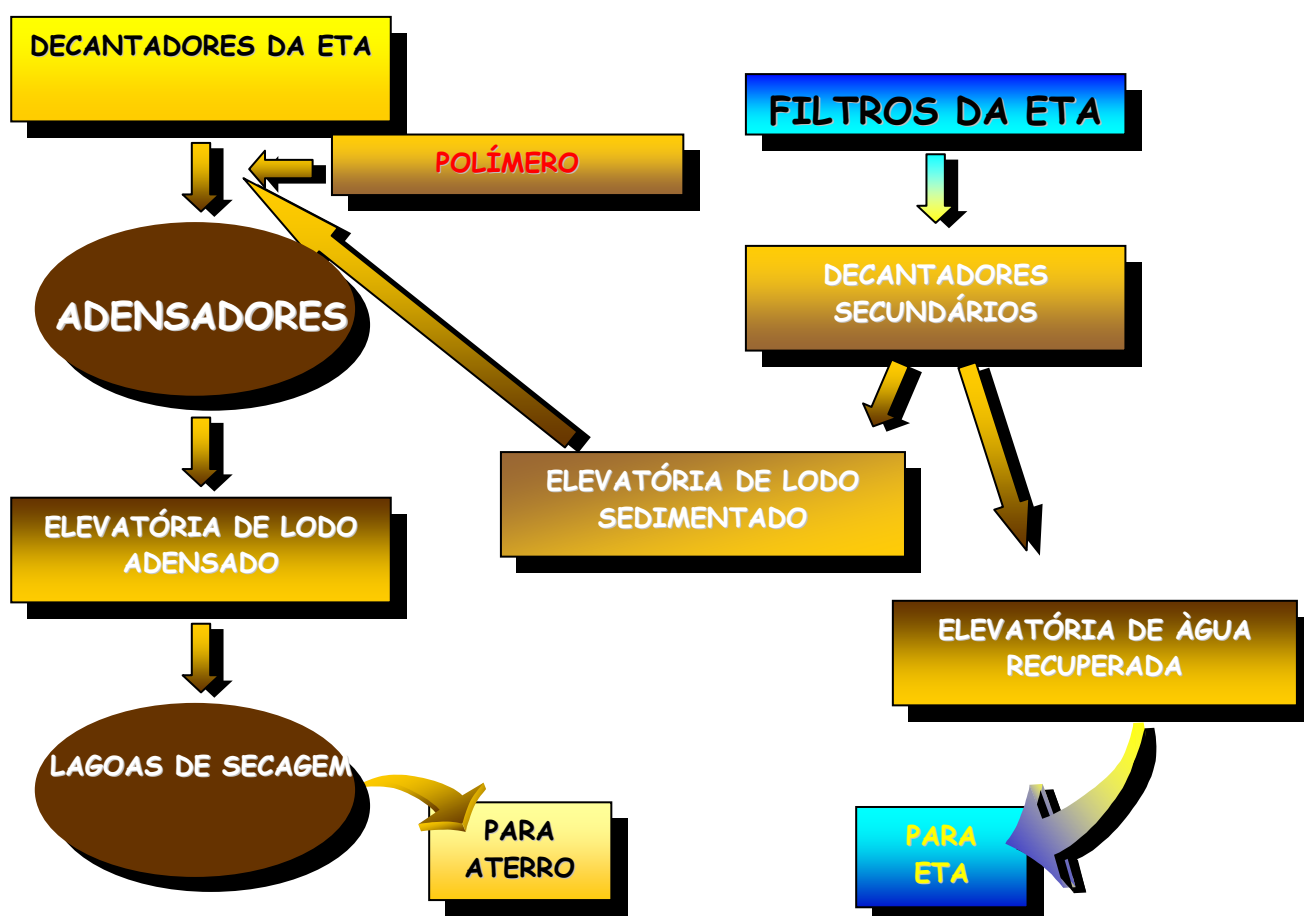 DECANTADORES DA ETA
FILTROS DA ETA
POLÍMERO
DECANTADORES
SECUNDÁRIOS
ADENSADORES
ELEVATÓRIA DE LODO
SEDIMENTADO
ELEVATÓRIA DE LODO
ADENSADO
ELEVATÓRIA DE ÀGUA
RECUPERADA
LAGOAS DE SECAGEM
PARA
ATERRO
PARA
ETA